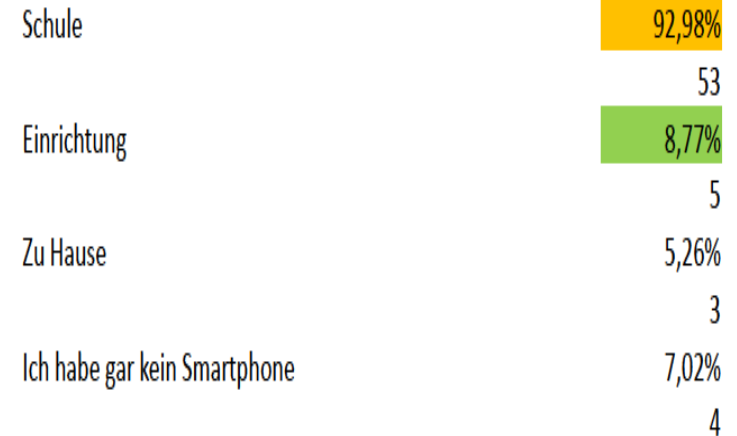 Schule 92,98%
53
Einrichtung 8,77%
5
Zu Hause 5,26%
3
Ich habe gar kein Smartphone 7,02%
4